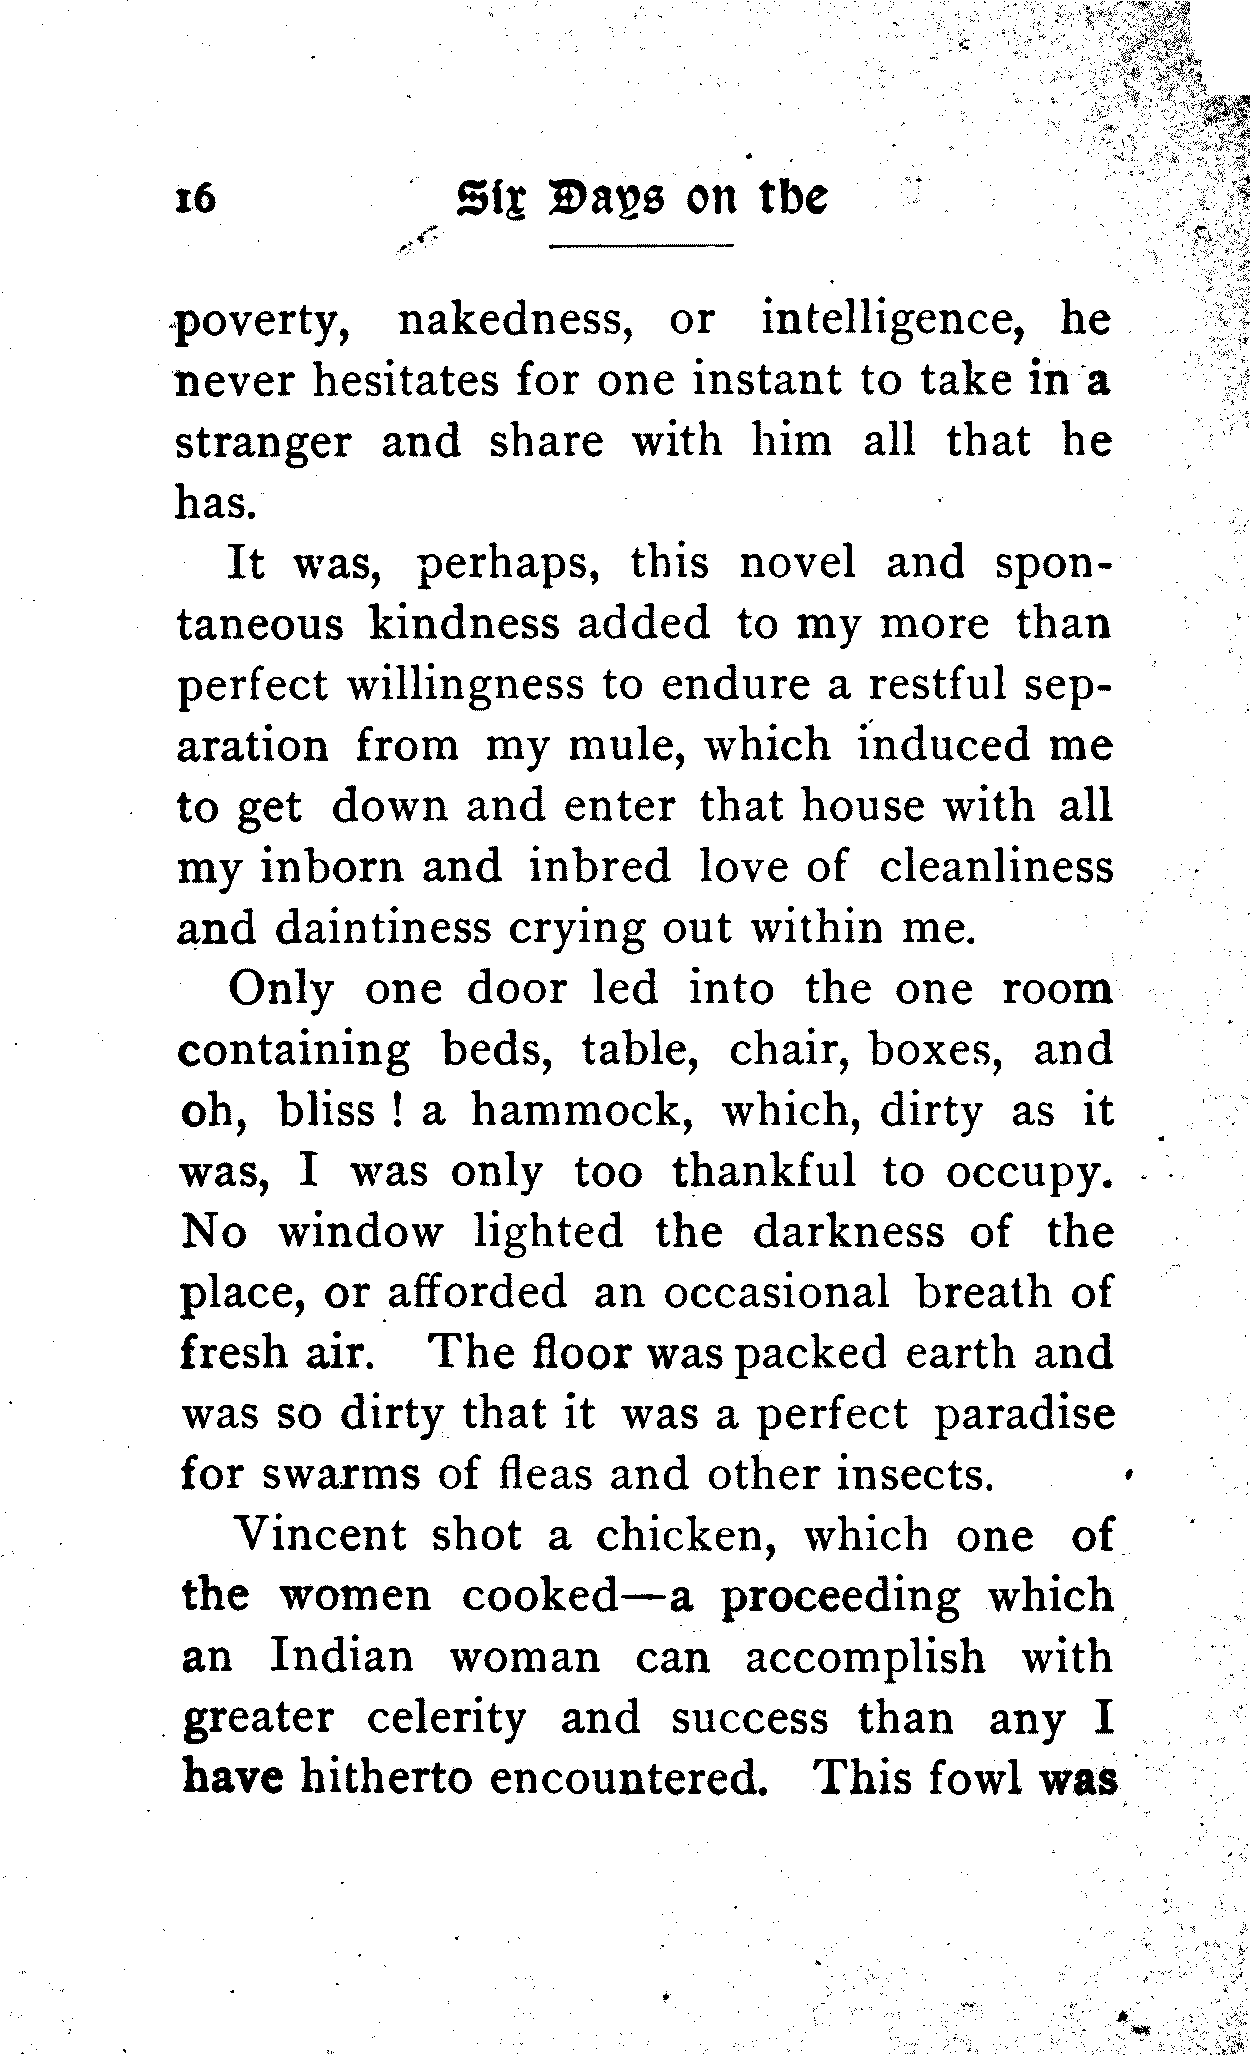 16 Six Days on the
poverty, nakedness, or intelligence, he
never hesitates for one instant to take in a
stranger and share with him all that he
has.
It was, perhaps, this novel and spon-
taneous kindness added to my more than
perfect willingness to endure a restful sep-
aration from my mule, which induced me
to get down and enter that house with all
my inborn and inbred love of cleanliness
and daintiness crying out within me.
Only one door led into the one room
containing beds, table, chair, boxes, and
oh, bliss ! a hammock, which, dirty as it
was, I was only too thankful to occupy.
No window lighted the darkness of the
place, or afforded an occasional breath of
fresh air. The floor was packed earth and
was so dirty that it was a perfect paradise
for swarms of fleas and other insects.
Vincent shot a chicken, which one of
the women cooked—a proceeding which
an Indian woman can accomplish with
greater celerity and success than any I
have hitherto encountered. This fowl was